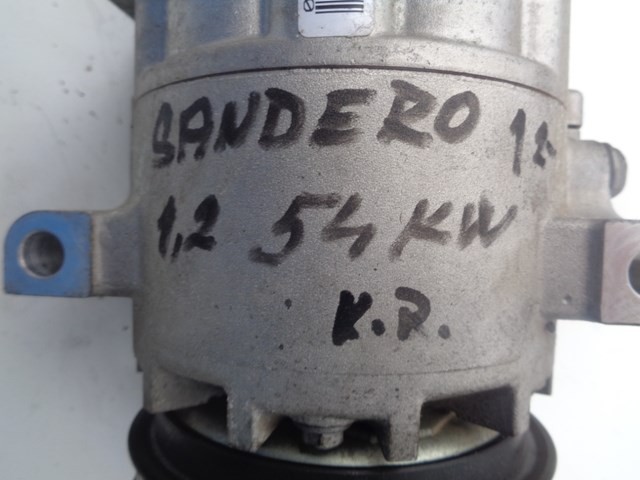 SANDERO 12-
1,2 54 KW
K.R.